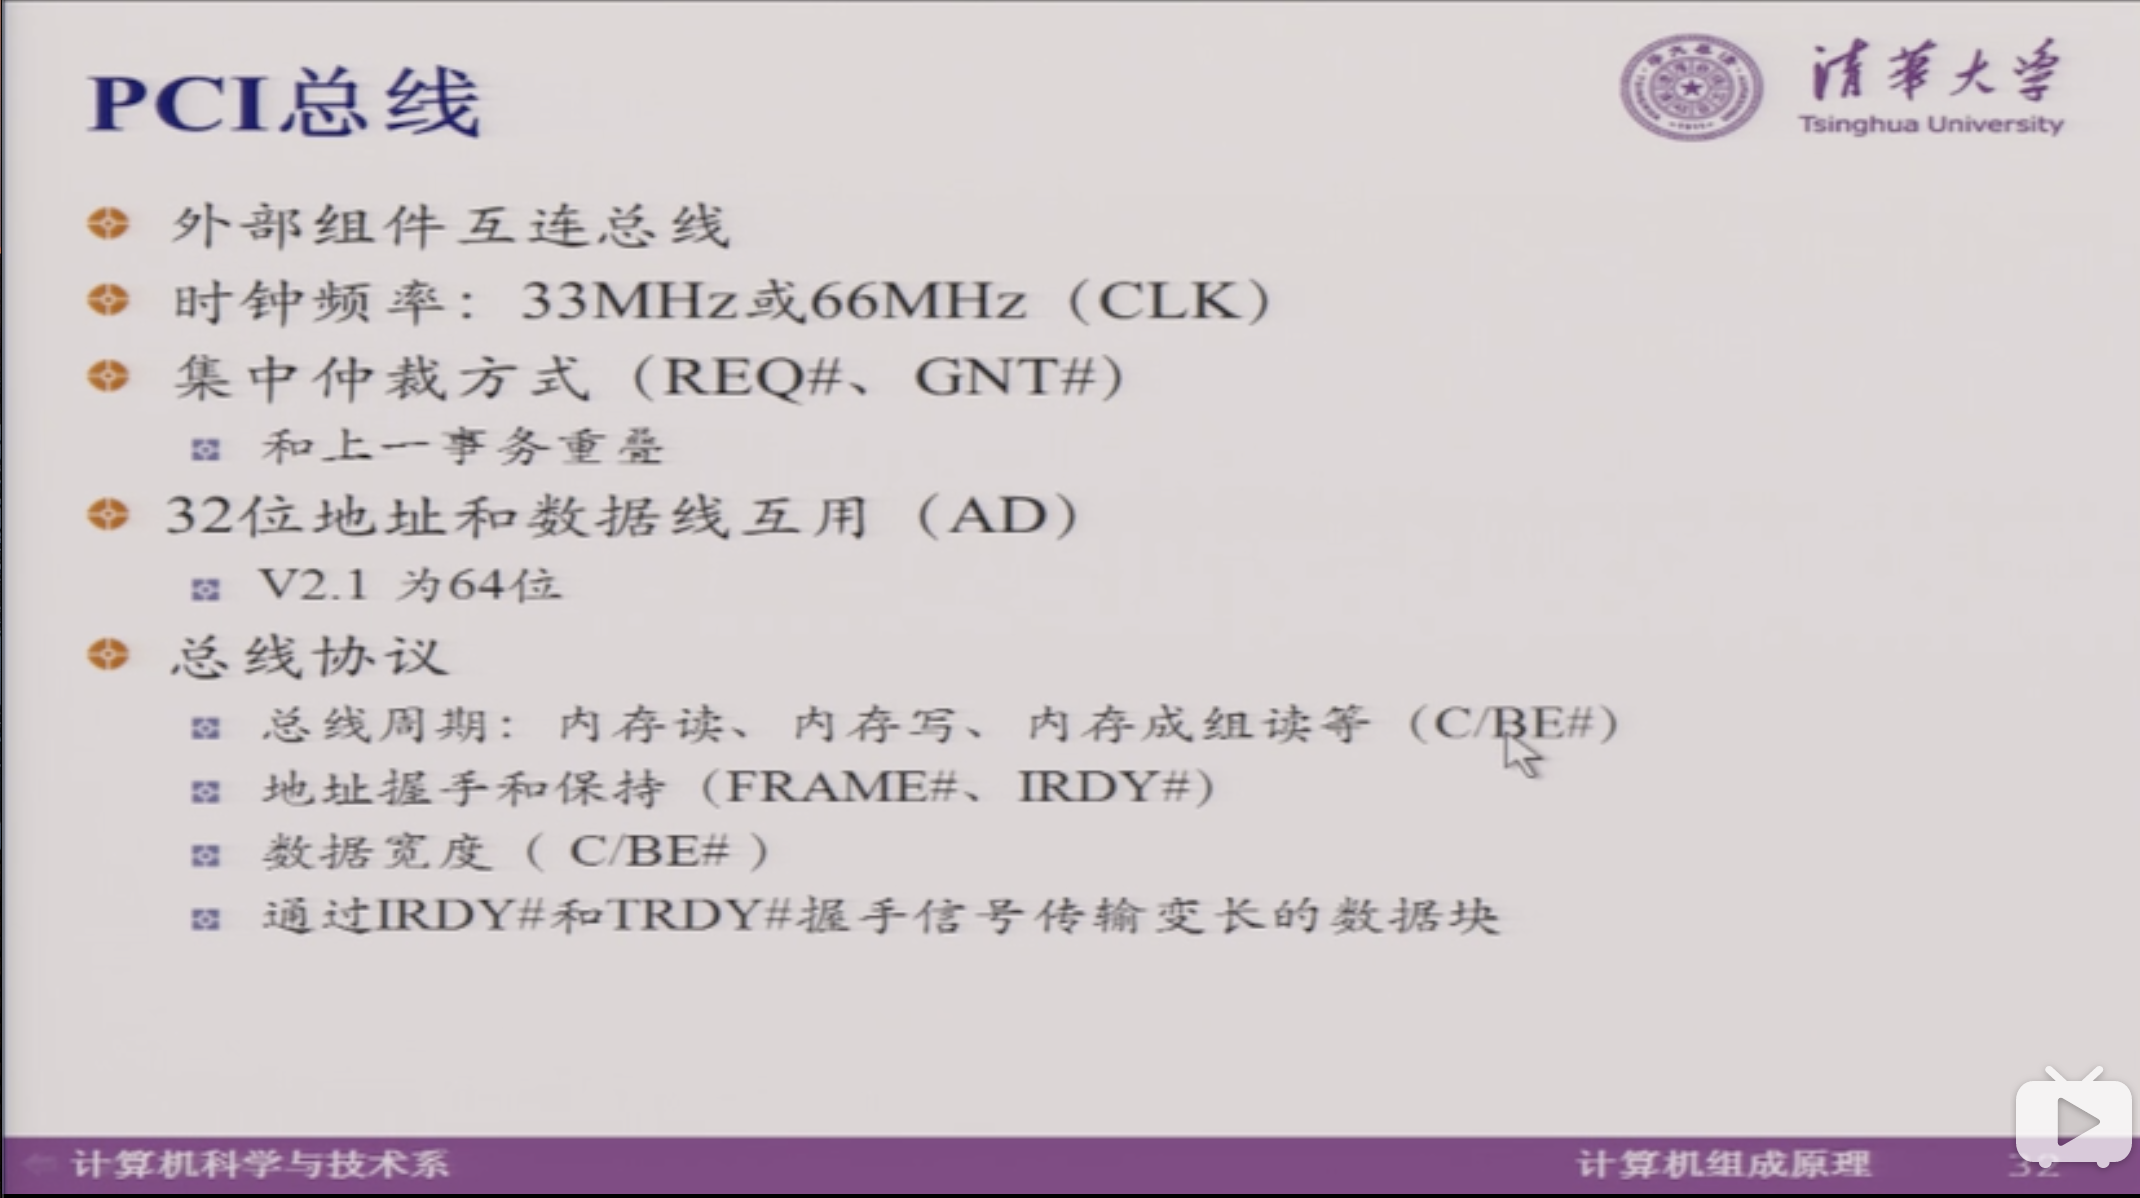 PCI总线
清华大学
Tsinghua University
外部组件互连总线
时钟频率：33MHz或66MHz（CLK）
集中仲裁方式（REQ#、GNT#）
和上一事务重叠
32位地址和数据线互用（AD）
V2.1 为64位
总线协议
总线周期：内存读、内存写、内存成组读等（C/BE#）
地址握手和保持（FRAME#、IRDY#）
数据宽度（ C/BE# ）
通过IRDY#和TRDY#握手信号传输变长的数据块
计算机科学与技术系
计算机组成原理
32